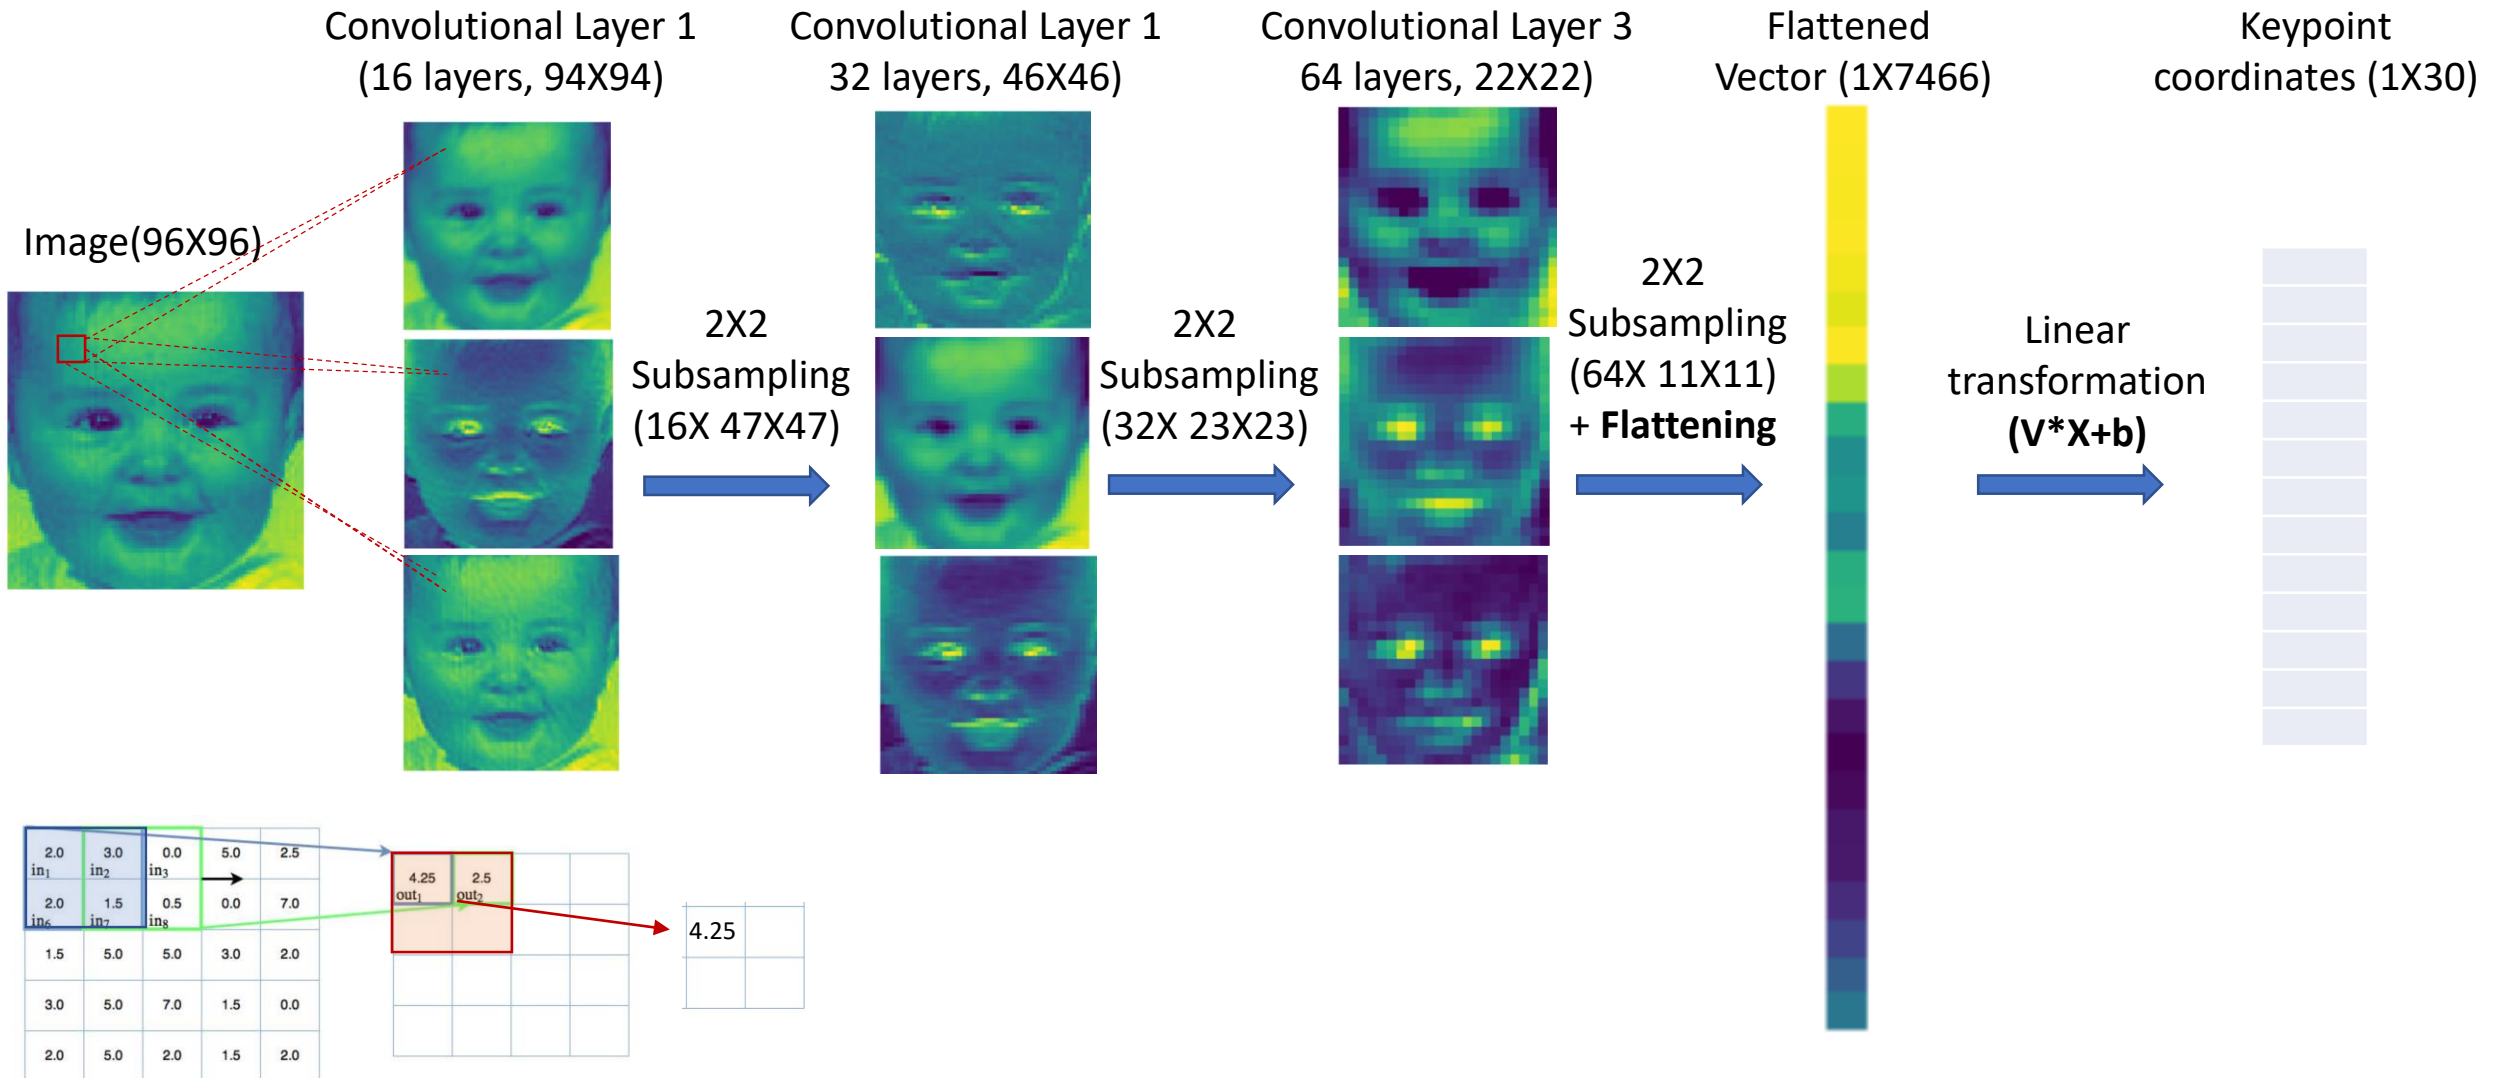 Convolutional Layer 1
(16 layers, 94X94)
Convolutional Layer 1
32 layers, 46X46)
Convolutional Layer 3
64 layers, 22X22)
Flattened
Vector (1X7466)
Keypoint
coordinates (1X30)
Image(96X96)
2X2
Subsampling
(16X 47X47)
2X2
Subsampling
(32X 23X23)
2X2
Subsampling
(64X 11X11)
+ Flattening
Linear
transformation
(V*X+b)
2.0 3.0 0.0 5.0 2.5
in1 in2 in3
2.0 1.5 0.5 0.0 7.0
in6 in7 in8
1.5 5.0 5.0 3.0 2.0
3.0 5.0 7.0 1.5 0.0
2.0 5.0 2.0 1.5 2.0
4.25 2.5
out1 out2
4.25